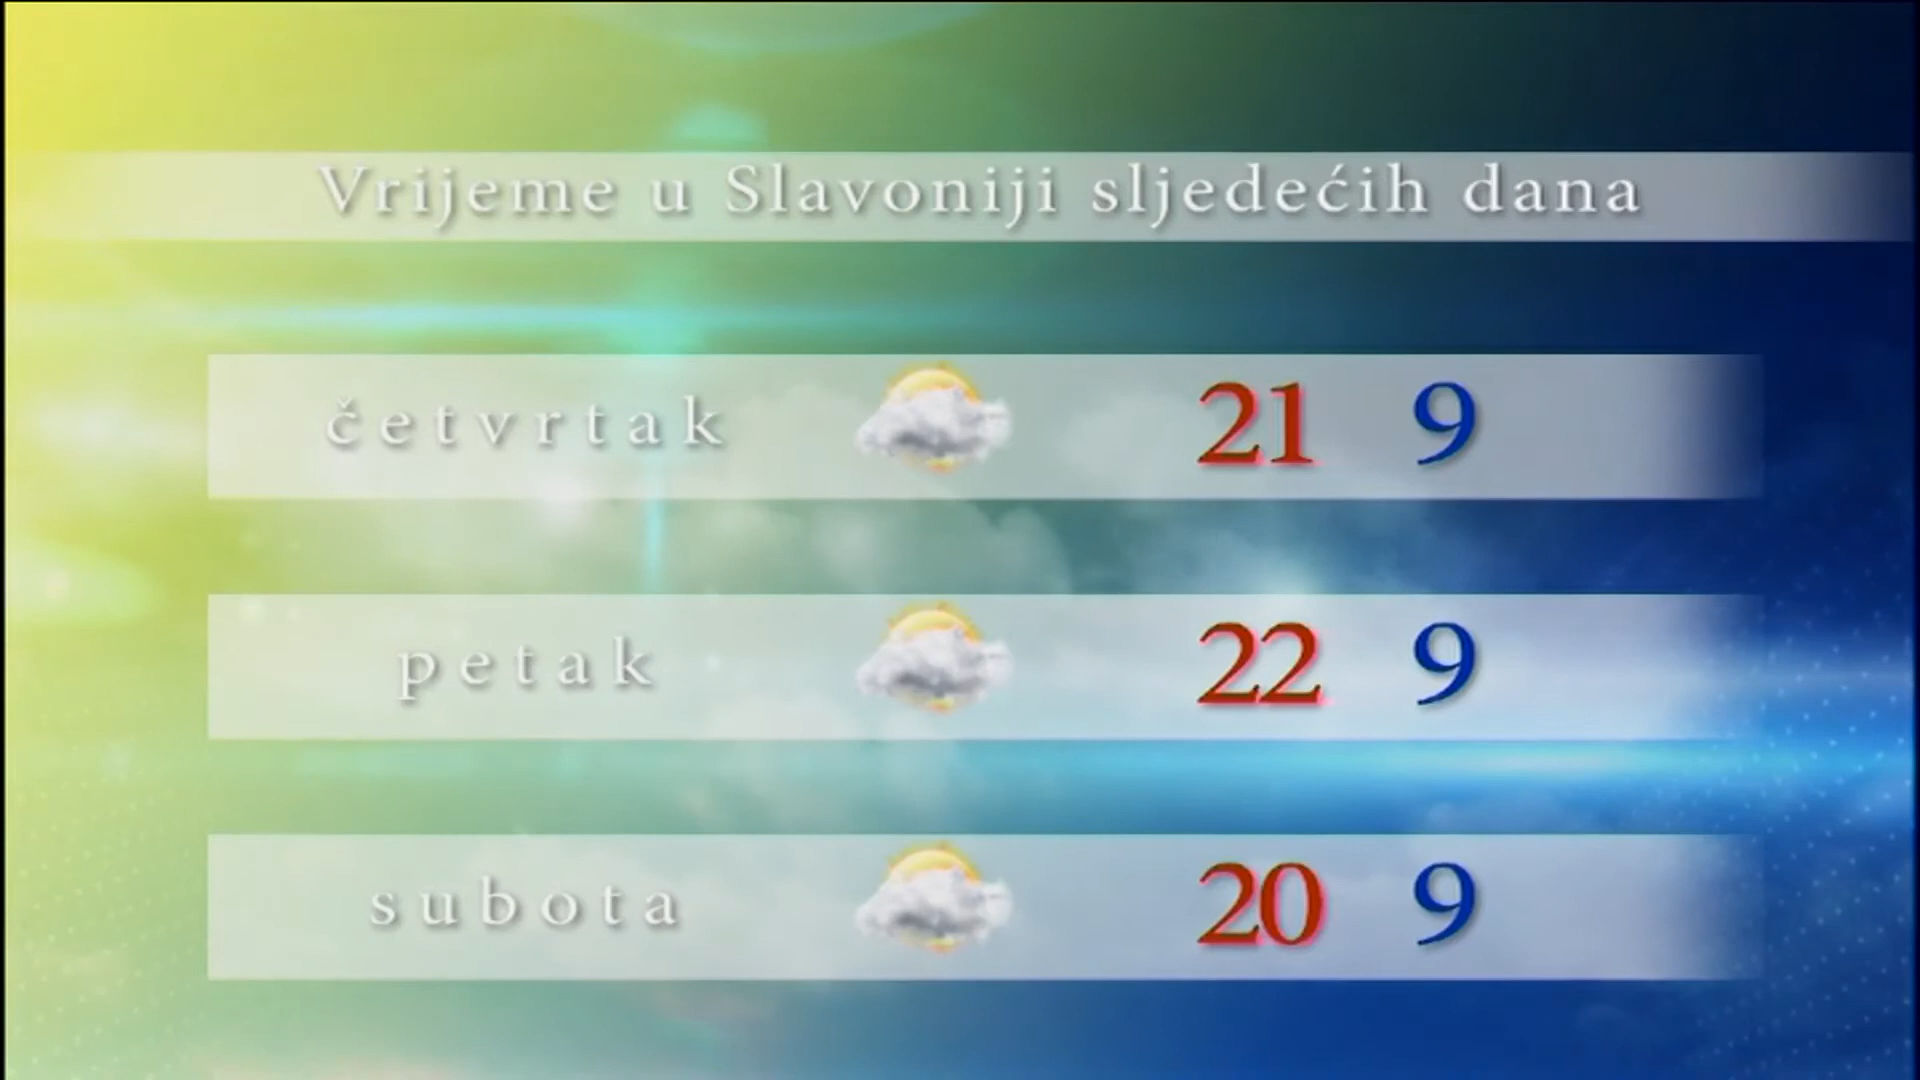 Vrijeme u Slavoniji sljedećih dana
četvrtak 21 9
petak 22 9
subota 20 9